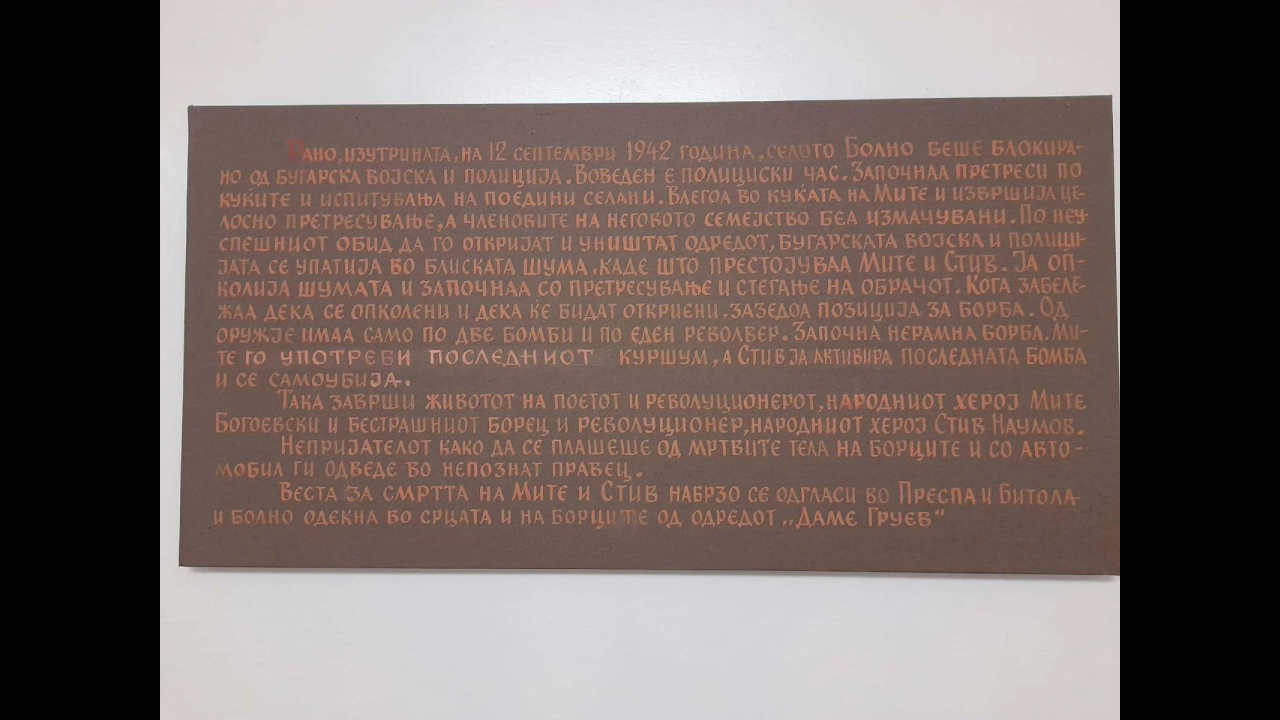 Рано, изутрината, на 12 септември 1942 година, селото Болно беше блокира-
но од бугарска војска и полиција. Воведен е полициски час. Започнаа претреси по
куќите и испитувања на поедини селани. Влегоа во куќата на Мите и извршија це-
лосно претресување, а членовите на неговото семејство беа измачувани. По неу-
спешниот обид да го откријат и уништат одредот, бугарската војска и полици-
јата се упатија во блиската шума, каде што престојуваа Мите и Стив. Ја оп-
колија шумата и започнаа со претресување и стегање на обрачот. Кога забеле-
жаа дека се опколени и дека ќе бидат откриени, зазедоа позиција за борба. Од
оружје имаа само по две бомби и по еден револвер. Започна нерамна борба. Ми-
те го употреби последниот куршум, а Стив ја активира последната бомба
и се самоубија.
Така заврши животот на поетот и револуционерот, народниот херој Мите
Богоевски и бестрашниот борец и револуционер, народниот херој Стив Наумов.
Непријателот како да се плашеше од мртвите тела на борците и со авто-
мобил ги одведе во непознат правец.
Веста за смртта на Мите и Стив набрзо се одгласи во Преспа и Битола
и болно одекна во срцата и на борците од одредот „Даме Груев"